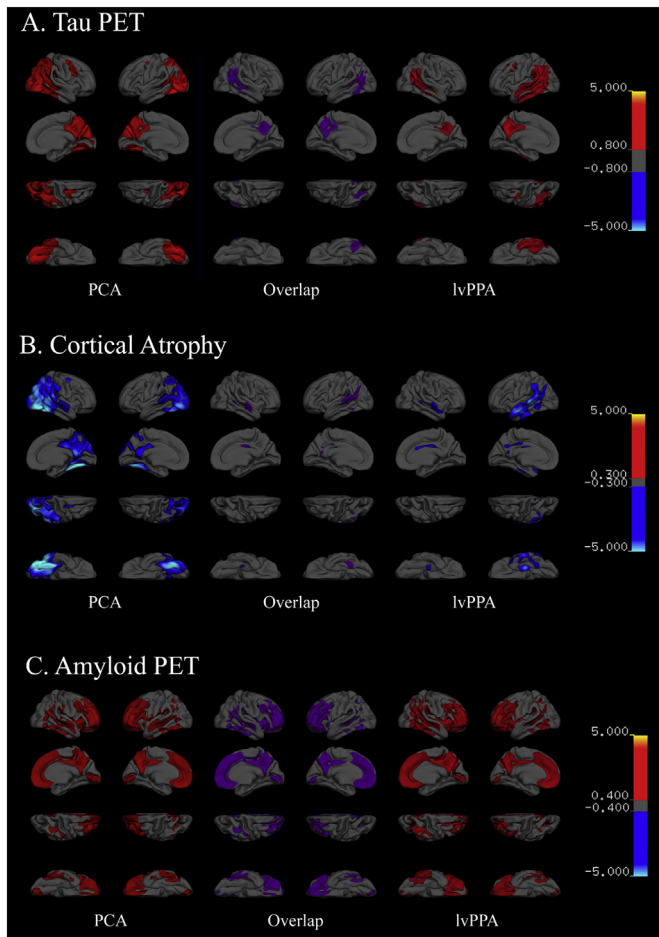 A. Tau PET
5.000
0.800
-0.800
-5.000
PCA Overlap lvPPA
B. Cortical Atrophy
5.000
0.300
-0.300
-5.000
PCA Overlap lvPPA
C. Amyloid PET
5.000
0.400
-0.400
-5.000
PCA Overlap lvPPA